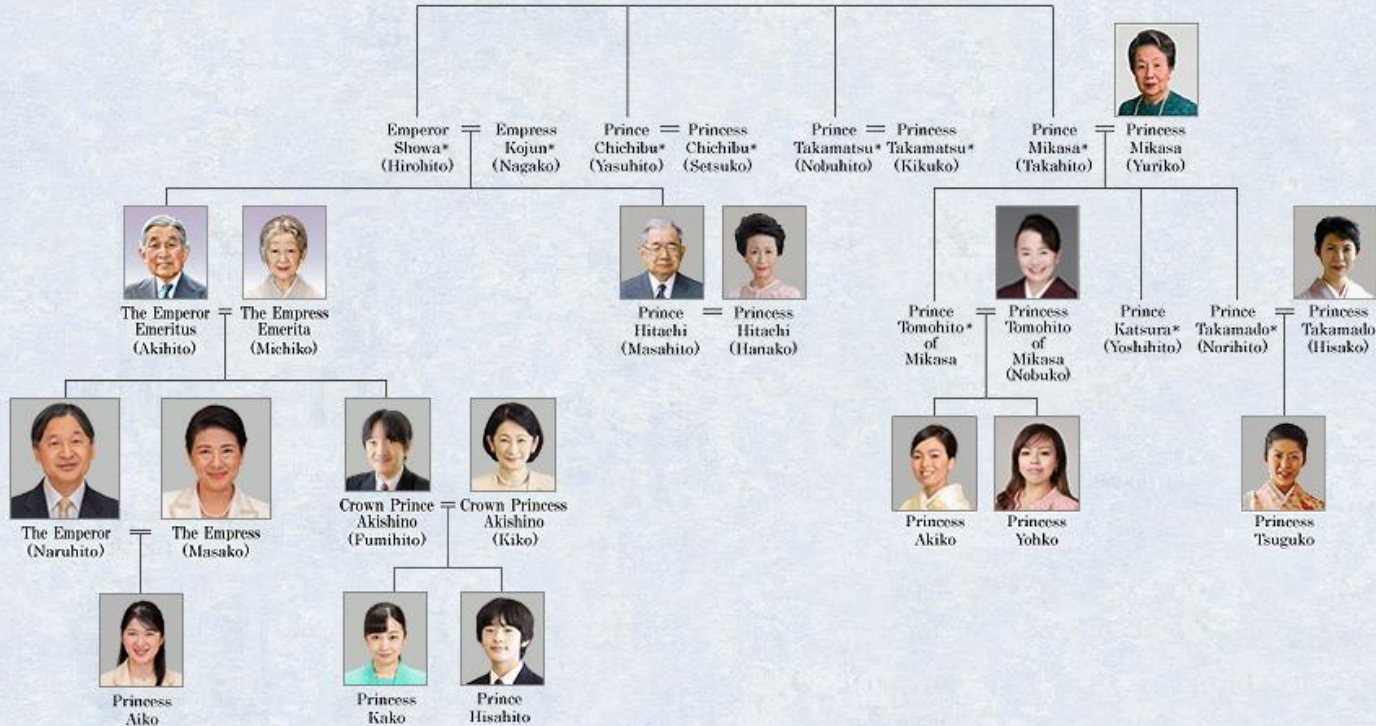 Emperor
Showa*
(Hirohito)
Empress
Kojun*
(Nagako)
Prince
Chichibu*
(Yasuhito)
Princess
Chichibu*
(Setsuko)
Prince
Takamatsu*
(Nobuhito)
Princess
Takamatsu*
(Kikuko)
Prince
Mikasa*
(Takahito)
Princess
Mikasa
(Yuriko)
The Emperor
Emeritus
(Akihito)
The Empress
Emerita
(Michiko)
Prince
Hitachi
(Masahito)
Princess
Hitachi
(Hanako)
Prince
Tomohito*
of
Mikasa
Princess
Tomohito
of
Mikasa
(Nobuko)
Prince
Katsura*
(Yoshihito)
Prince
Takamado*
(Norihito)
Princess
Takamado
(Hisako)
The Emperor
(Naruhito)
The Empress
(Masako)
Crown Prince
Akishino
(Fumihito)
Crown Princess
Akishino
(Kiko)
Princess
Akiko
Princess
Yohko
Princess
Tsuguko
Princess
Aiko
Princess
Kako
Prince
Hisahito